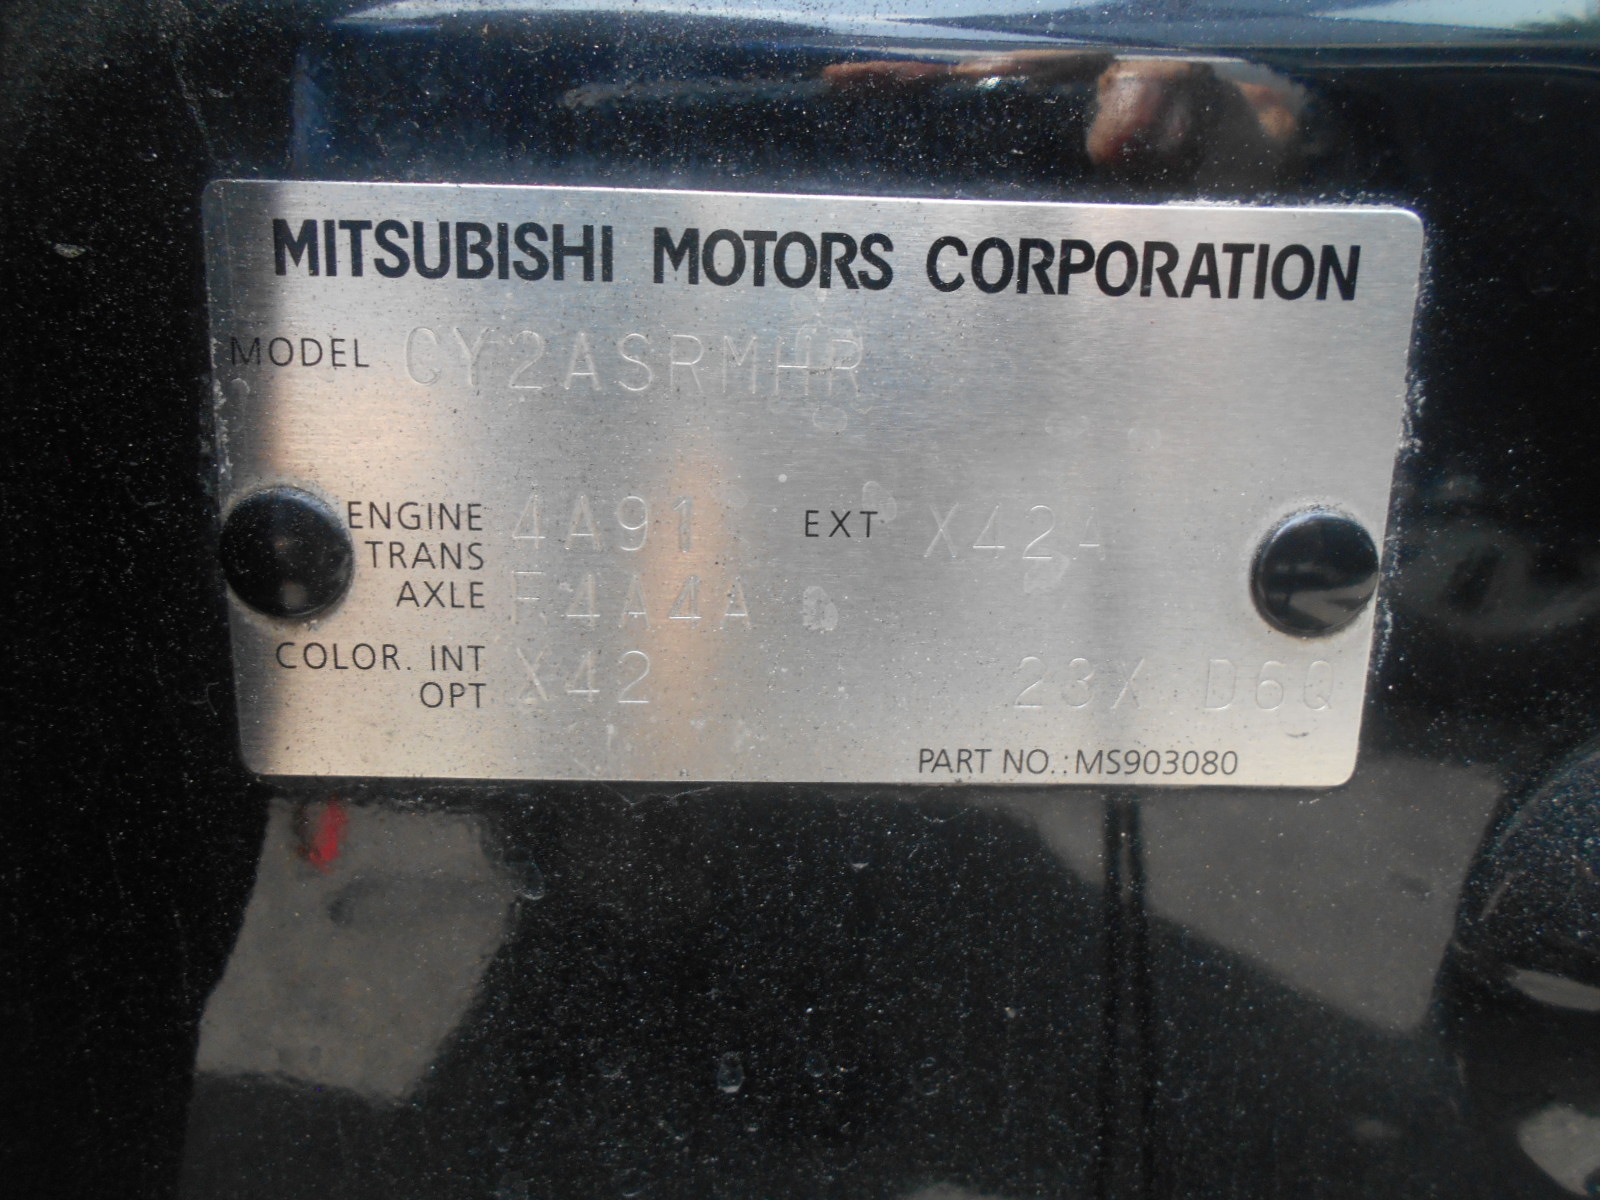 MITSUBISHI MOTORS CORPORATION
MODEL CY2ASRMHR
ENGINE 4A91 EXT X42A
TRANS
AXLE F4A4A
COLOR. INT X42 23X D6Q
OPT
PART NO.: MS903080